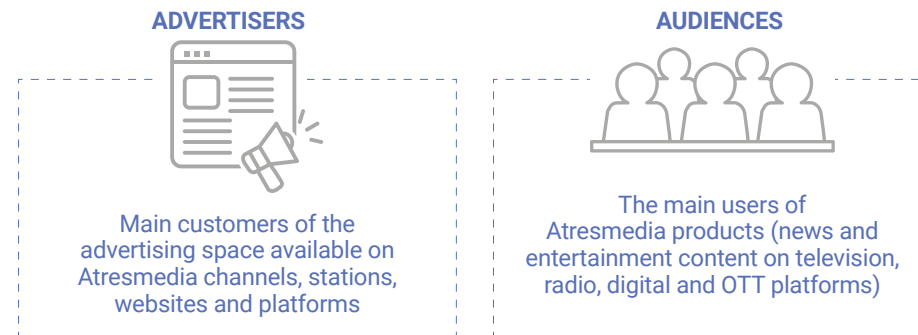 ADVERTISERS
Main customers of the
advertising space available on
Atresmedia channels, stations,
websites and platforms
AUDIENCES
The main users of
Atresmedia products (news and
entertainment content on television,
radio, digital and OTT platforms)